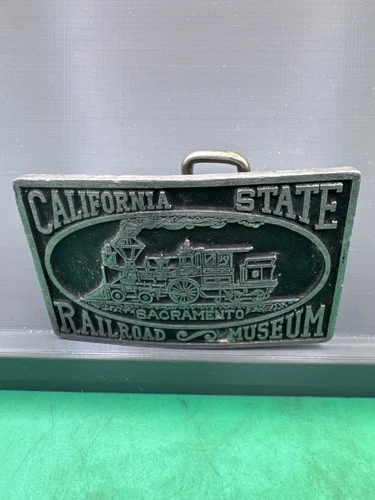 CALIFORNIA STATE
SACRAMENTO
RAILROAD MUSEUM